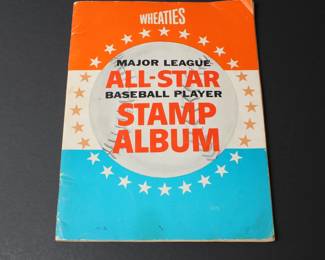 WHEATIES
MAJOR LEAGUE
ALL-STAR
BASEBALL PLAYER
STAMP
ALBUM